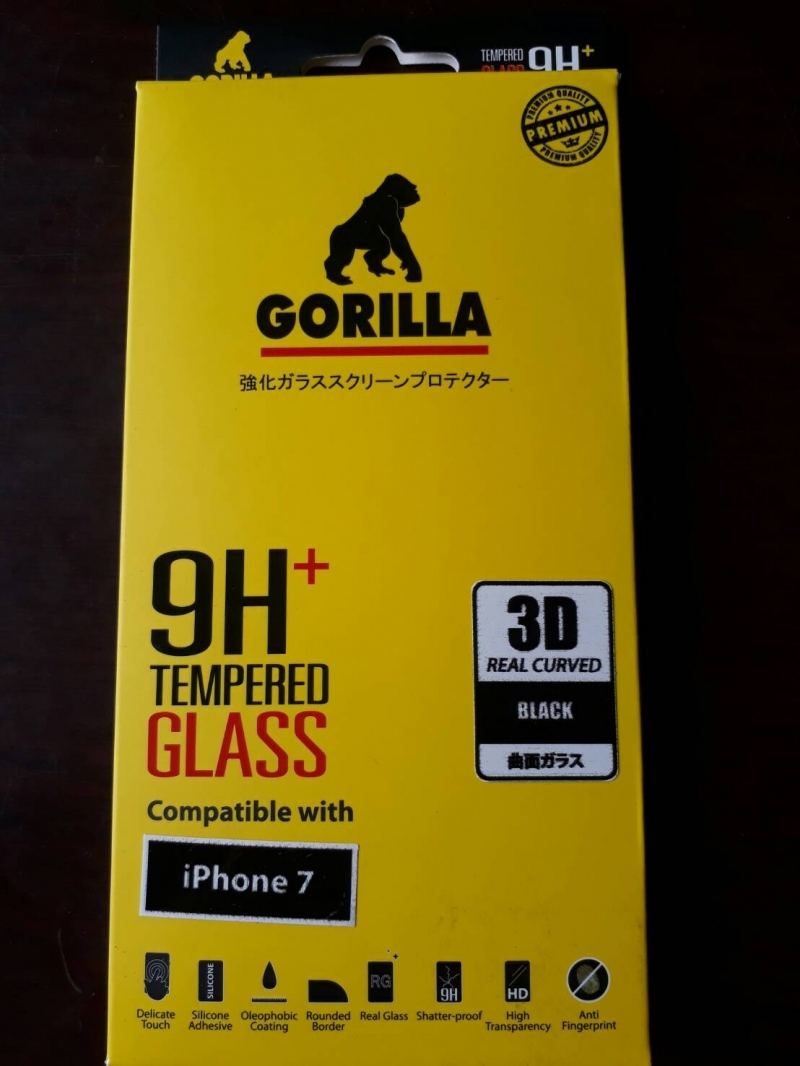 GORILLA
TEMPERED
GLASS
9H+
PREMIUM QUALITY
PREMIUM
PREMIUM QUALITY
GORILLA
強化ガラススクリーンプロテクター
9H+
TEMPERED
GLASS
3D
REAL CURVED
BLACK
曲面ガラス
Compatible with
iPhone 7
SILICONE
RG
9H
HD
Delicate Touch
Silicone Adhesive
Oleophobic Coating
Rounded Border
Real Glass
Shatter-proof
High Transparency
Anti Fingerprint